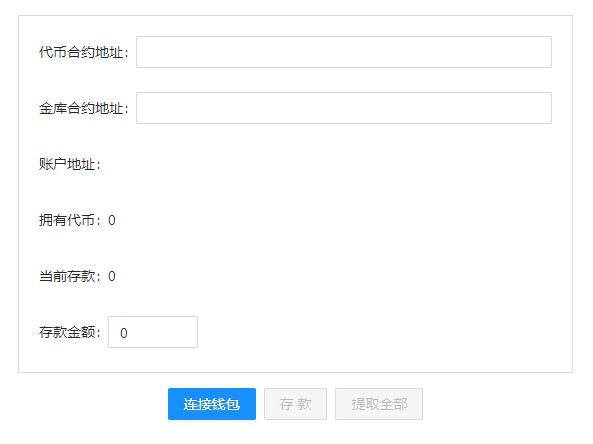 代币合约地址：
金库合约地址：
账户地址：
拥有代币：0
当前存款：0
存款金额： 0
连接钱包 存 款 提取全部